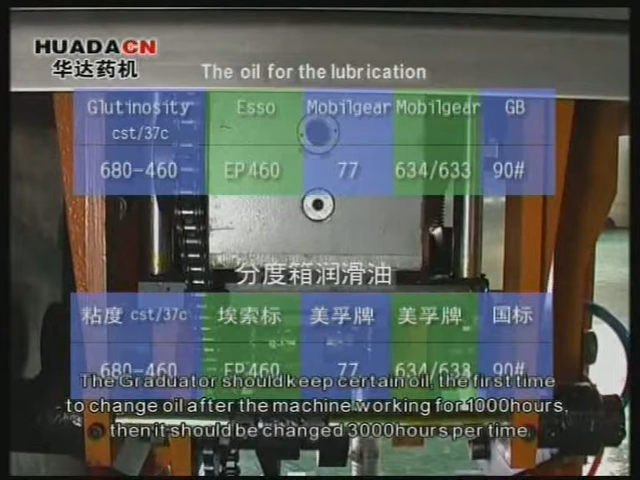 HUADACN
华达药机
The oil for the lubrication
Glutinosity cst/37c Esso Mobilgear Mobilgear GB
680-460 EP460 77 634/633 90#
分度箱润滑油
粘度 cst/37c 埃索标 美孚牌 美孚牌 国标
680-460 EP460 77 634/633 90#
The Graduator should keep certain oil, the first time
to change oil after the machine working for 1000hours,
then it should be changed 3000hours per time.